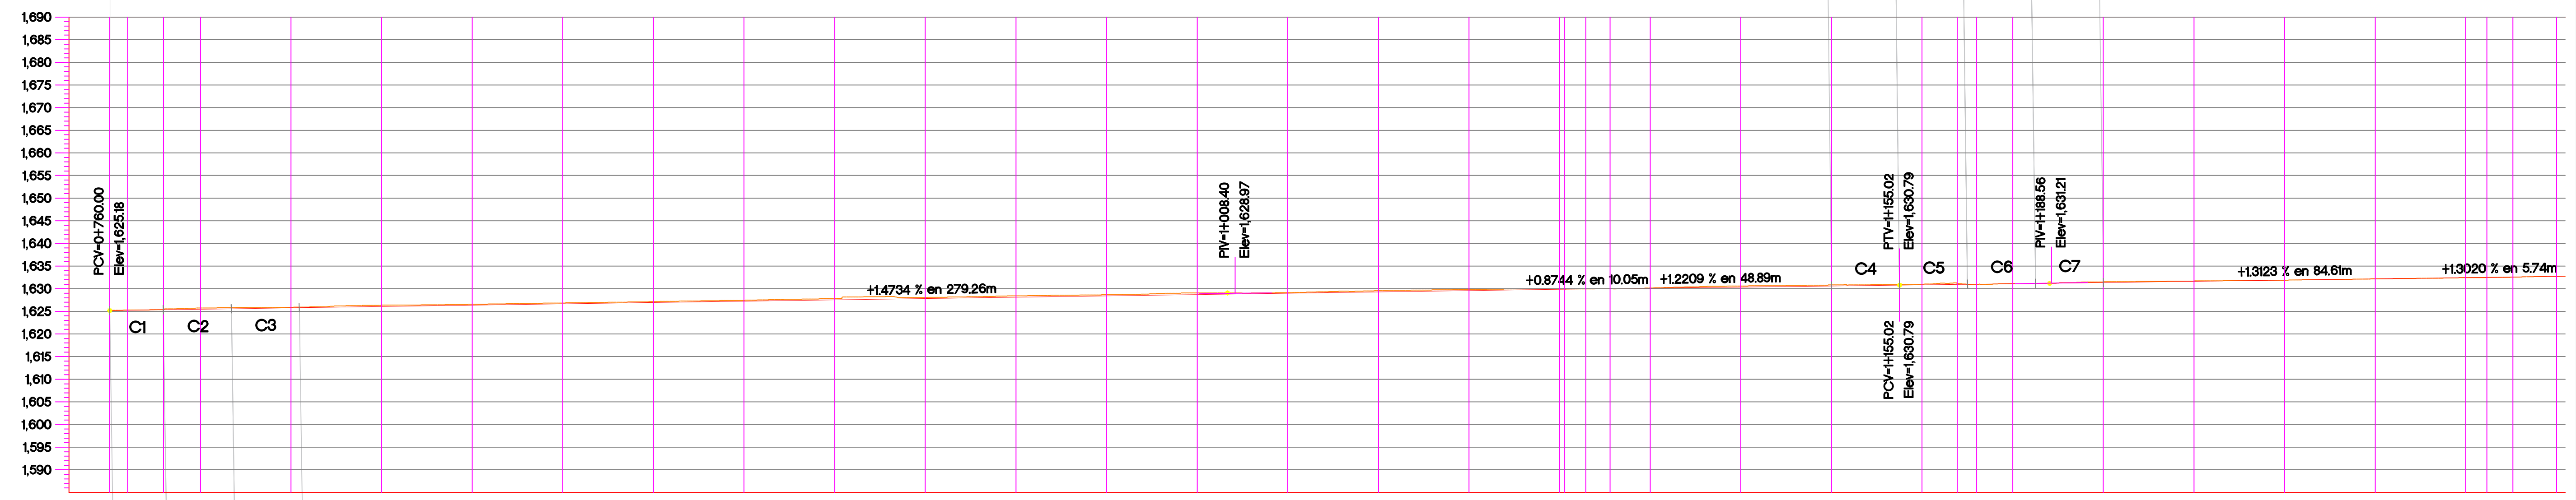 1,690
1,685
1,680
1,675
1,670
1,665
1,660
1,655
1,650
1,645
1,640
1,635
1,630
1,625
1,620
1,615
1,610
1,605
1,600
1,595
1,590
PCV=0+760.00
Elev=1,625.18
C1
C2
C3
+1.4734 % en 279.26m
PIV=1+008.40
Elev=1,628.97
+0.8744 % en 10.05m
+1.2209 % en 48.89m
C4
PTV=1+155.02
Elev=1,630.79
PCV=1+155.02
Elev=1,630.79
C5
C6
PIV=1+188.56
Elev=1,631.21
C7
+1.3123 % en 84.61m
+1.3020 % en 5.74m